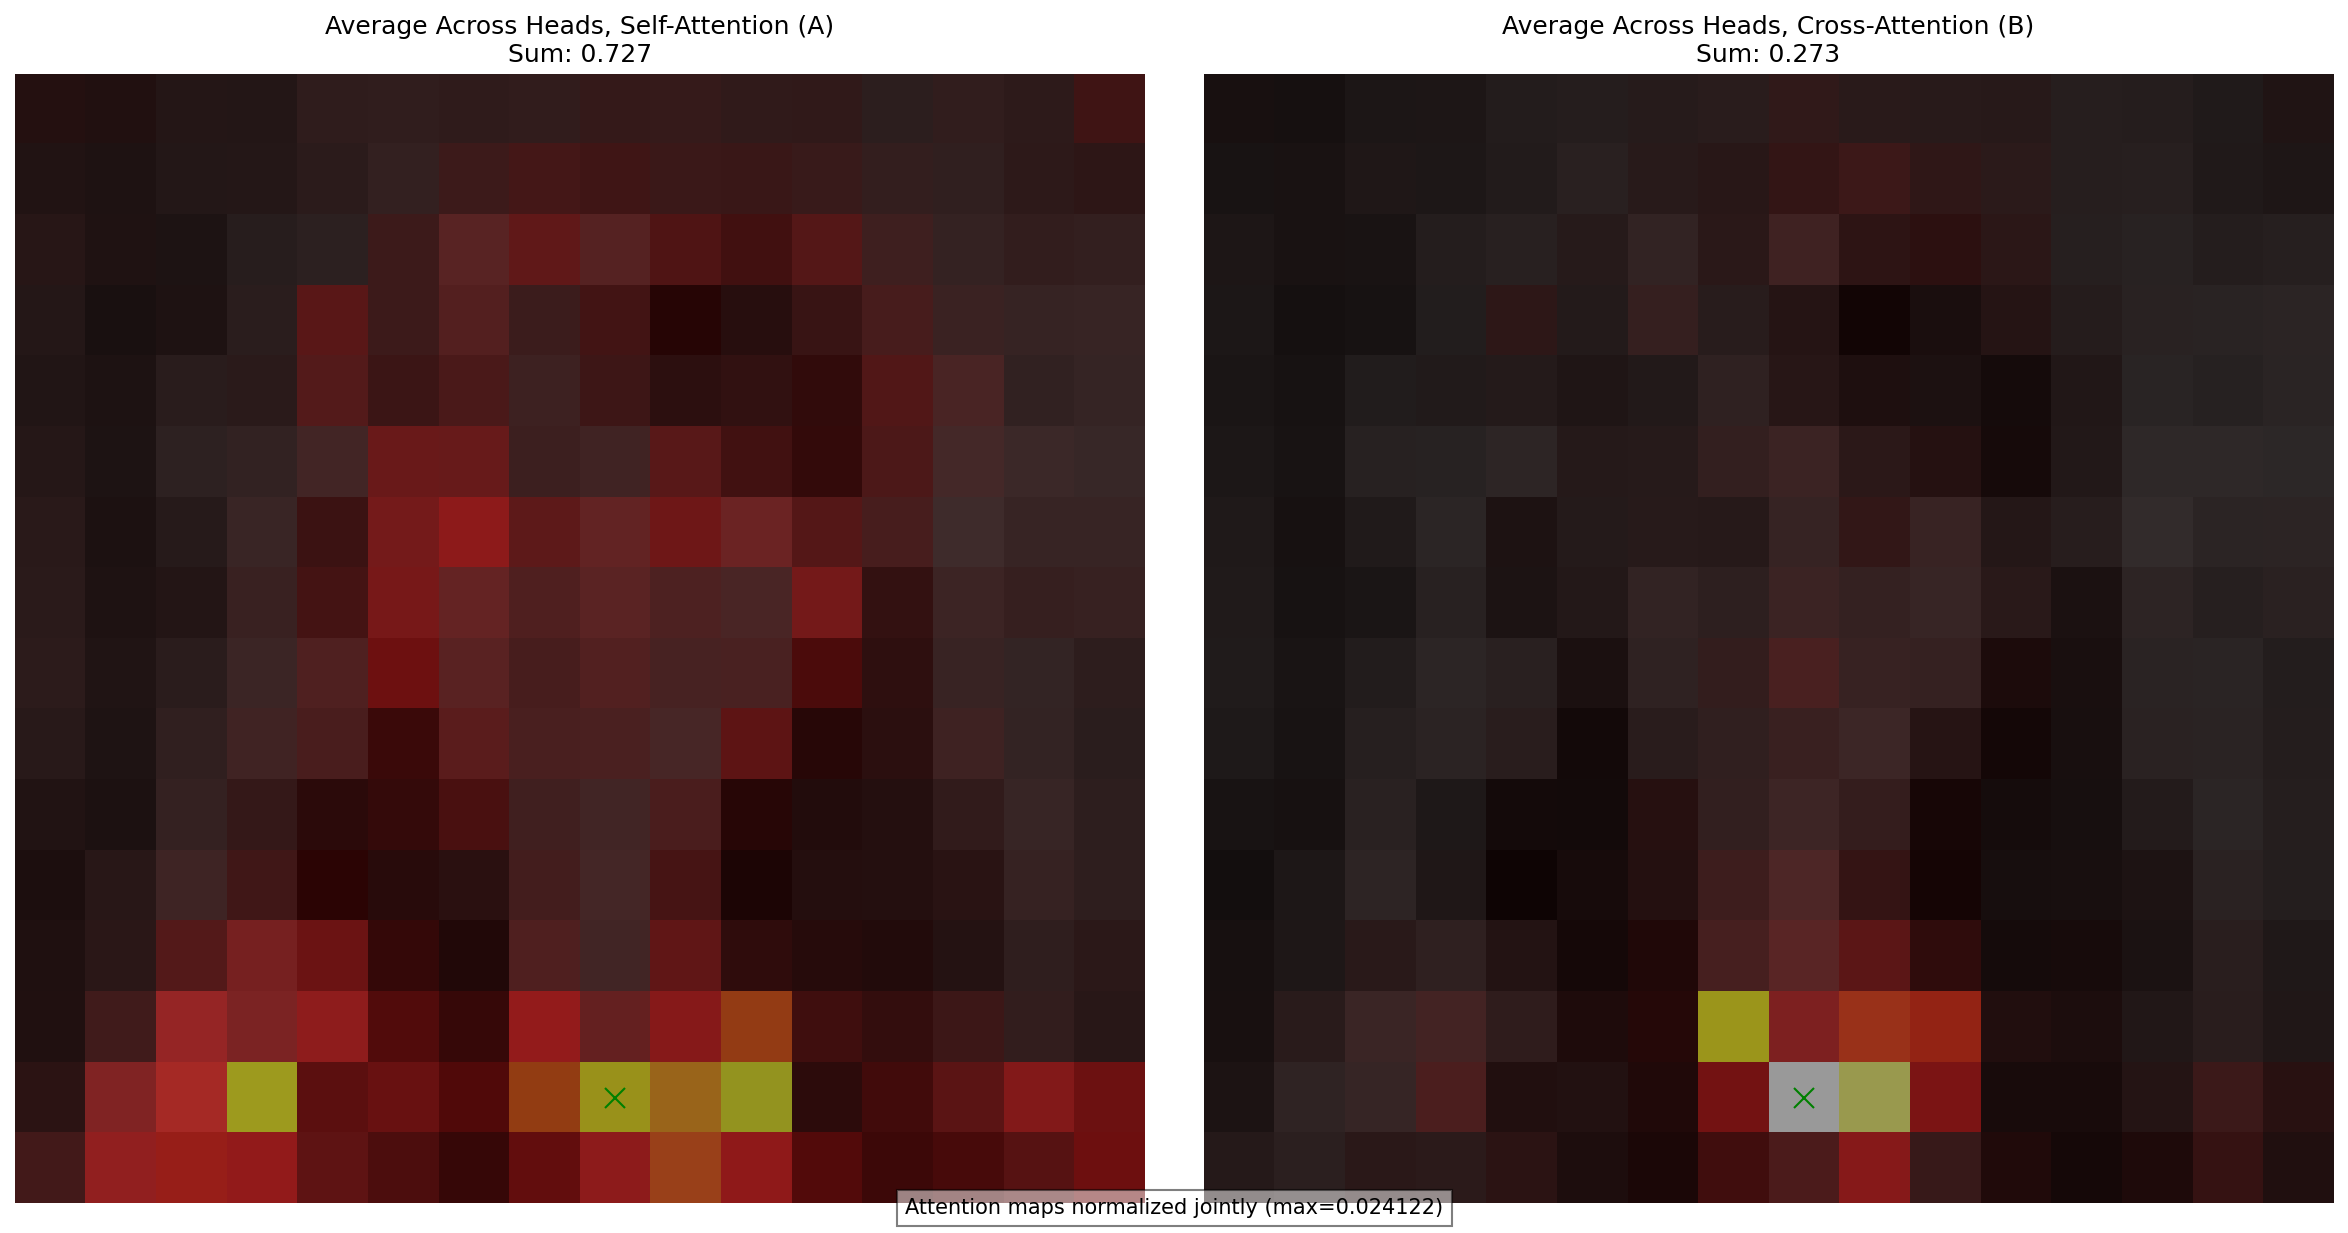 Average Across Heads, Self-Attention (A)
Sum: 0.727
Average Across Heads, Cross-Attention (B)
Sum: 0.273
Attention maps normalized jointly (max=0.024122)